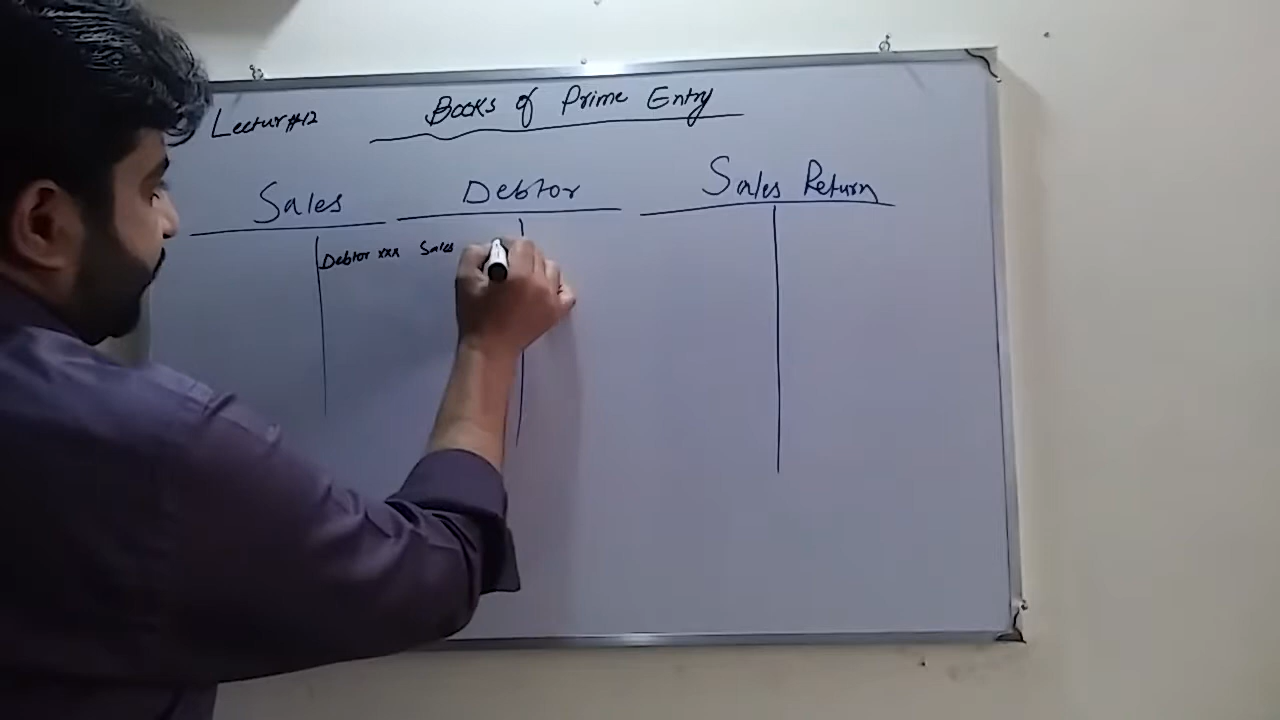 Lectur#12
Books of Prime Entry
Sales
Debtor
Sales Return
Debtor xxx
Sales